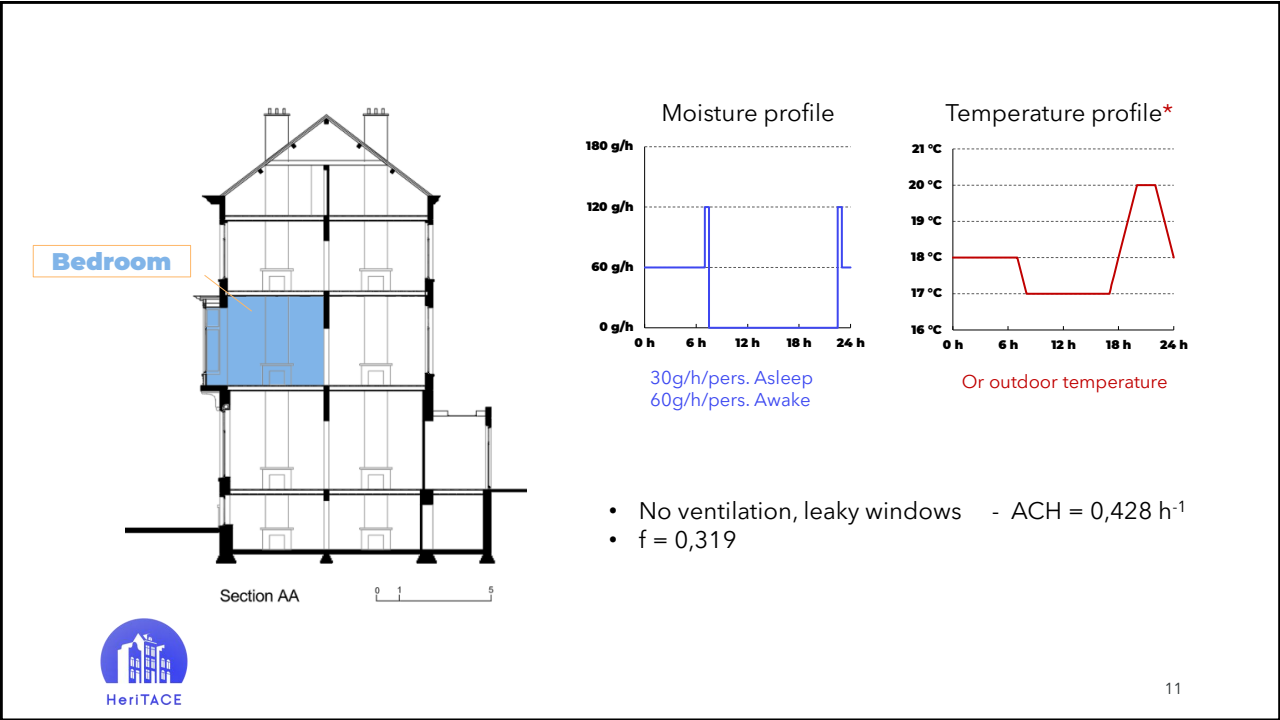 Bedroom
Section AA
0 1 5
Moisture profile
180 g/h
120 g/h
60 g/h
0 g/h
0 h 6 h 12 h 18 h 24 h
30g/h/pers. Asleep
60g/h/pers. Awake
Temperature profile*
21 °C
20 °C
19 °C
18 °C
17 °C
16 °C
0 h 6 h 12 h 18 h 24 h
Or outdoor temperature
• No ventilation, leaky windows - ACH = 0,428 h-1
• f = 0,319
HeriTACE
11